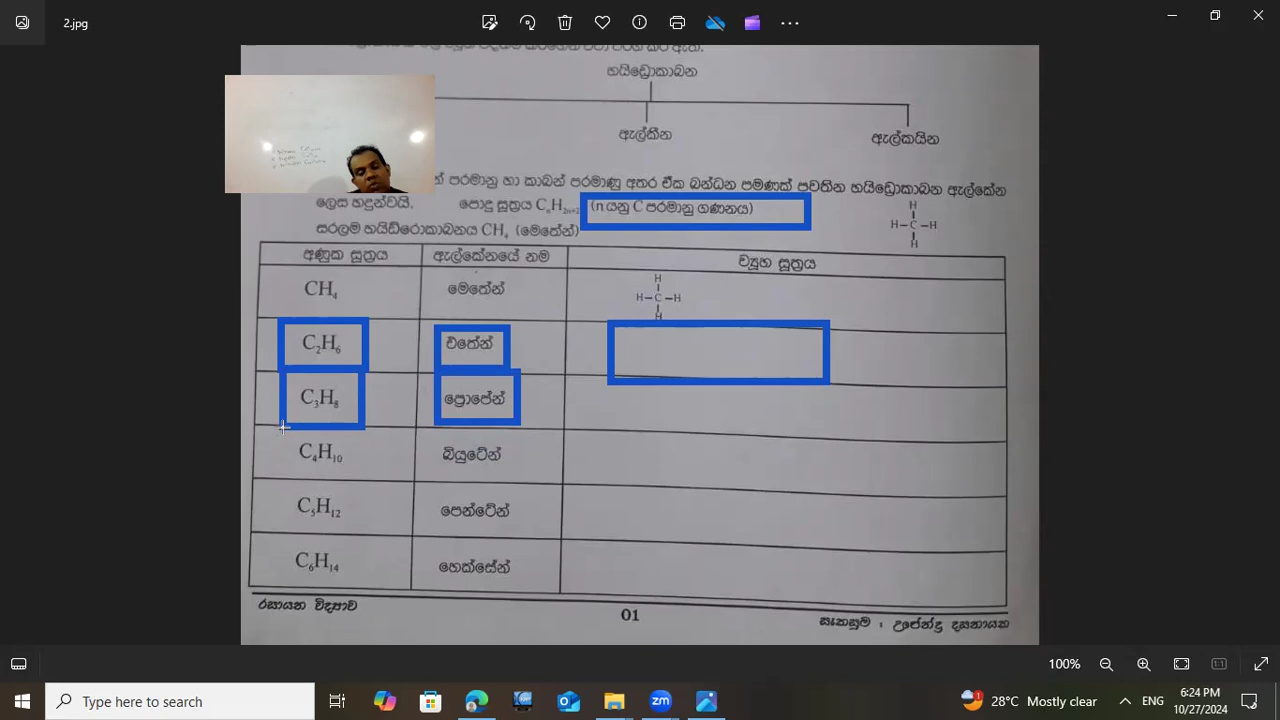 2.jpg
හයිඩ්‍රොකාබන
ඇල්කීන
ඇල්කයින
පරමාණු හා කාබන් පරමාණු අතර ඒක බන්ධන පමණක් පවතින හයිඩ්‍රොකාබන ඇල්කේන
ලෙස හඳුන්වයි. පොදු සූත්‍රය CₙH₂ₙ₊₂ (n යනු C පරමානු ගණනය)
සරලම හයිඩ්රොකාබනය CH₄ (මෙතේන්)
H
H–C–H
H
අණුක සූත්‍රය ඇල්කේනයේ නම ව්‍යුහ සූත්‍රය
CH₄ මෙතේන්
H
H–C–H
H
C₂H₆ එතේන්
C₃H₈ ප්‍රොපේන්
C₄H₁₀ බියුටේන්
C₅H₁₂ පෙන්ටේන්
C₆H₁₄ හෙක්සේන්
රසායන විද්‍යාව 01 සැකසුම : උපේන්ද්‍ර දසනායක
100%
Type here to search
zm
28°C Mostly clear
ENG
6:24 PM
10/27/2024